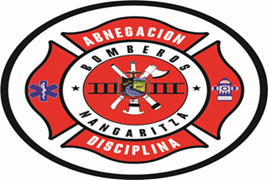 ABNEGACION
BOMBEROS
NANGARITZA
DISCIPLINA